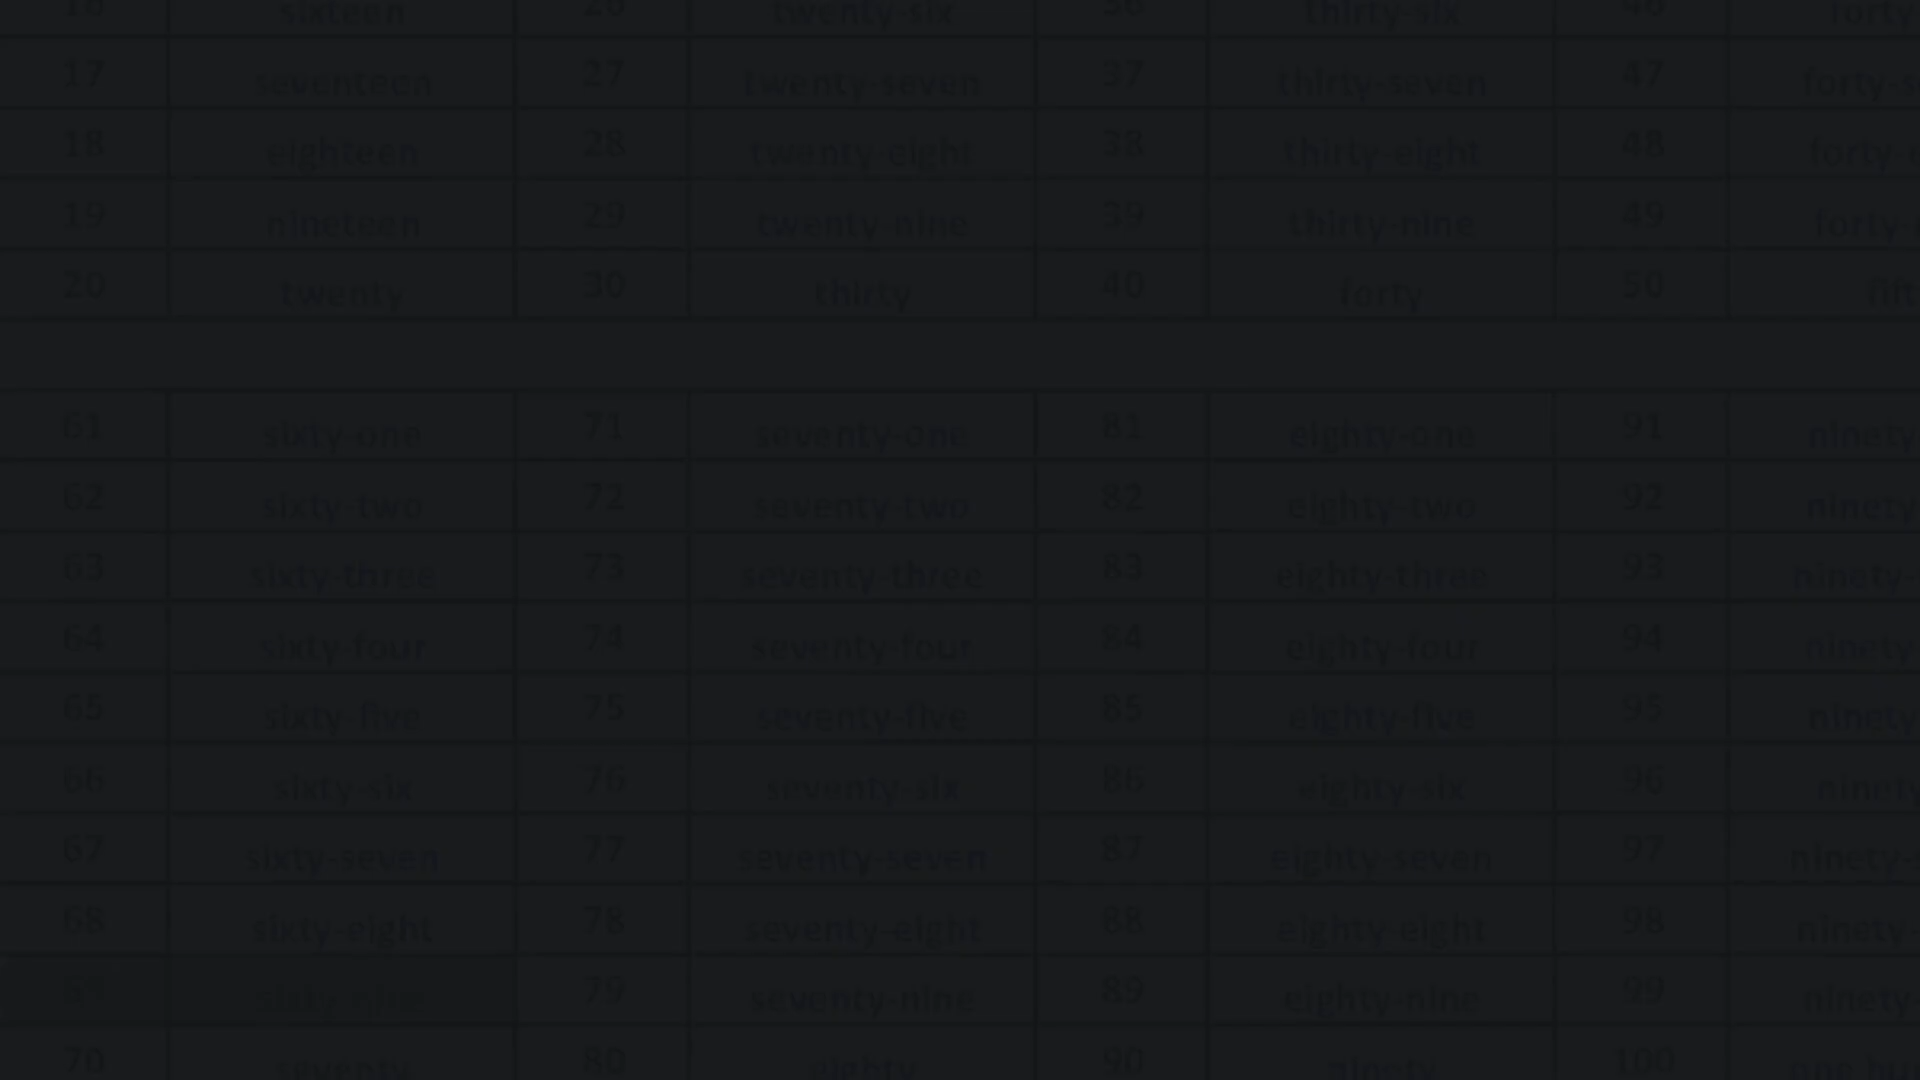 16 sixteen 26 twenty-six 36 thirty-six 46 forty
17 seventeen 27 twenty-seven 37 thirty-seven 47 forty-s
18 eighteen 28 twenty-eight 38 thirty-eight 48 forty-e
19 nineteen 29 twenty-nine 39 thirty-nine 49 forty-
20 twenty 30 thirty 40 forty 50 fift
61 sixty-one 71 seventy-one 81 eighty-one 91 ninety-
62 sixty-two 72 seventy-two 82 eighty-two 92 ninety
63 sixty-three 73 seventy-three 83 eighty-three 93 ninety-
64 sixty-four 74 seventy-four 84 eighty-four 94 ninety-
65 sixty-five 75 seventy-five 85 eighty-five 95 ninety
66 sixty-six 76 seventy-six 86 eighty-six 96 ninety
67 sixty-seven 77 seventy-seven 87 eighty-seven 97 ninety-s
68 sixty-eight 78 seventy-eight 88 eighty-eight 98 ninety-
69 sixty-nine 79 seventy-nine 89 eighty-nine 99 ninety-
70 seventy 80 eighty 90 ninety 100 one hu